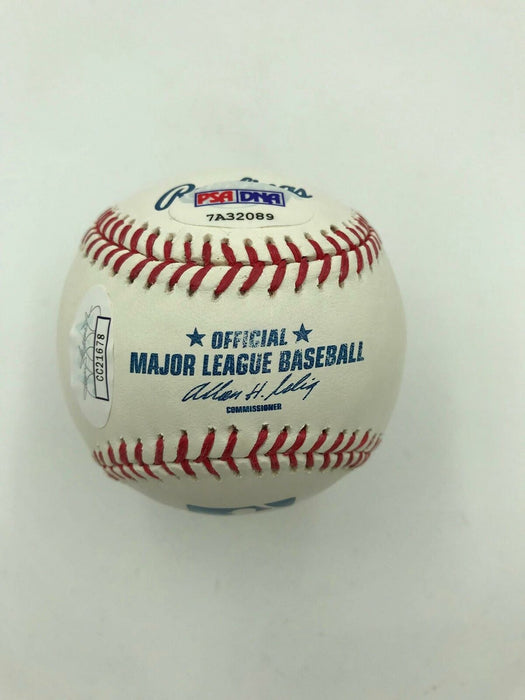 PSA DNA
7A32089
CC21678
★ OFFICIAL ★
MAJOR LEAGUE BASEBALL
Allan H. Selig
COMMISSIONER